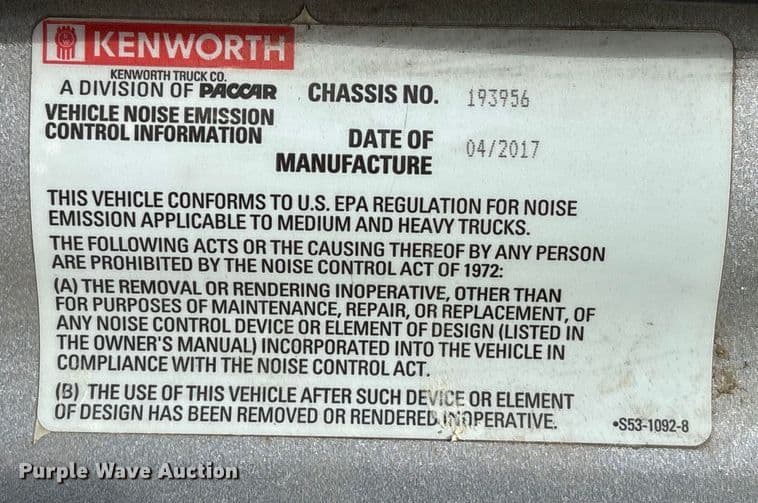 KENWORTH
KENWORTH TRUCK CO.
A DIVISION OF PACCAR
CHASSIS NO. 193956
VEHICLE NOISE EMISSION
CONTROL INFORMATION
DATE OF
MANUFACTURE 04/2017
THIS VEHICLE CONFORMS TO U.S. EPA REGULATION FOR NOISE
EMISSION APPLICABLE TO MEDIUM AND HEAVY TRUCKS.
THE FOLLOWING ACTS OR THE CAUSING THEREOF BY ANY PERSON
ARE PROHIBITED BY THE NOISE CONTROL ACT OF 1972:
(A) THE REMOVAL OR RENDERING INOPERATIVE, OTHER THAN
FOR PURPOSES OF MAINTENANCE, REPAIR, OR REPLACEMENT, OF
ANY NOISE CONTROL DEVICE OR ELEMENT OF DESIGN (LISTED IN
THE OWNER'S MANUAL) INCORPORATED INTO THE VEHICLE IN
COMPLIANCE WITH THE NOISE CONTROL ACT.
(B) THE USE OF THIS VEHICLE AFTER SUCH DEVICE OR ELEMENT
OF DESIGN HAS BEEN REMOVED OR RENDERED INOPERATIVE.
•S53-1092-8
Purple Wave Auction